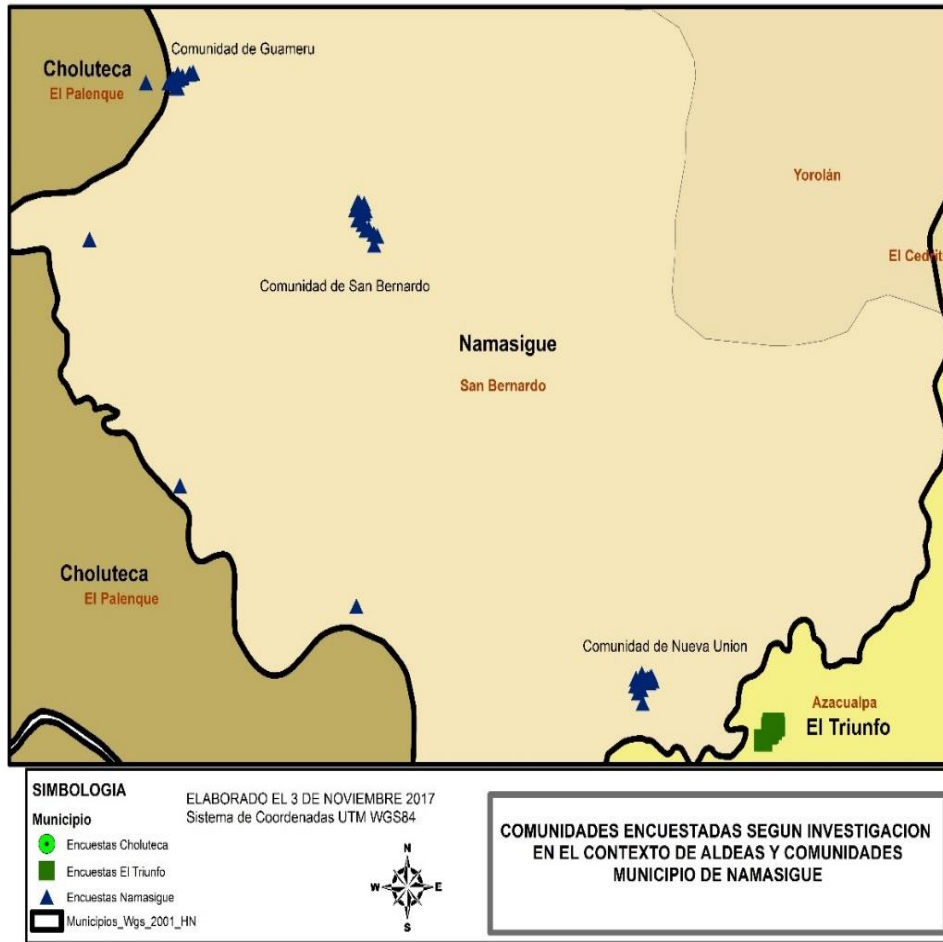 Comunidad de Guameru
Choluteca
El Palenque
Yorolán
El Cedrit
Comunidad de San Bernardo
Namasigue
San Bernardo
Choluteca
El Palenque
Comunidad de Nueva Union
Azacualpa
El Triunfo
SIMBOLOGIA
Municipio
Encuestas Choluteca
Encuestas El Triunfo
Encuestas Namasigue
Municipios_Wgs_2001_HN
ELABORADO EL 3 DE NOVIEMBRE 2017
Sistema de Coordenadas UTM WGS84
N
W E
S
COMUNIDADES ENCUESTADAS SEGUN INVESTIGACION
EN EL CONTEXTO DE ALDEAS Y COMUNIDADES
MUNICIPIO DE NAMASIGUE